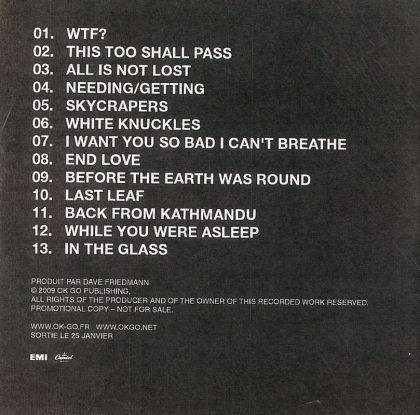 01. WTF?
02. THIS TOO SHALL PASS
03. ALL IS NOT LOST
04. NEEDING/GETTING
05. SKYCRAPERS
06. WHITE KNUCKLES
07. I WANT YOU SO BAD I CAN'T BREATHE
08. END LOVE
09. BEFORE THE EARTH WAS ROUND
10. LAST LEAF
11. BACK FROM KATHMANDU
12. WHILE YOU WERE ASLEEP
13. IN THE GLASS
PRODUIT PAR DAVE FRIEDMANN
© 2009 OK GO PUBLISHING,
ALL RIGHTS OF THE PRODUCER AND OF THE OWNER OF THIS RECORDED WORK RESERVED.
PROMOTIONAL COPY – NOT FOR SALE.
WWW.OK-GO.FR WWW.OKGO.NET
SORTIE LE 25 JANVIER
EMI Capitol